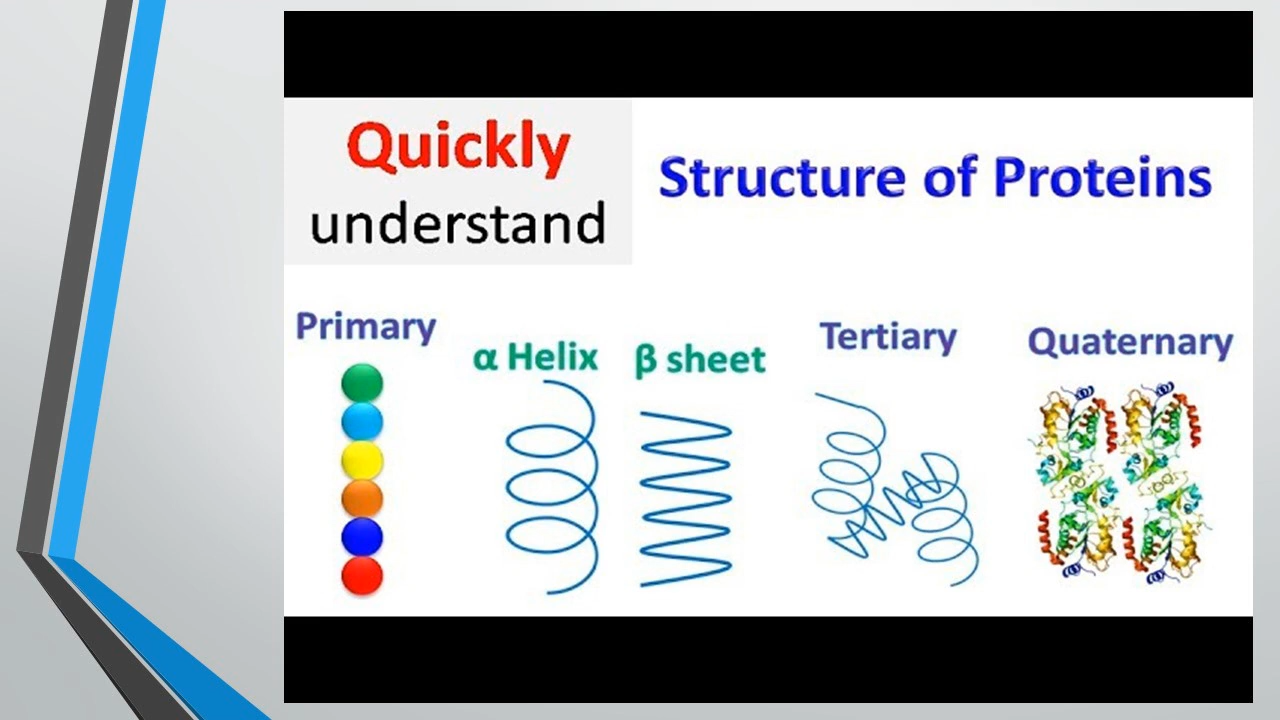 Quickly
understand
Structure of Proteins
Primary
α Helix
β sheet
Tertiary
Quaternary